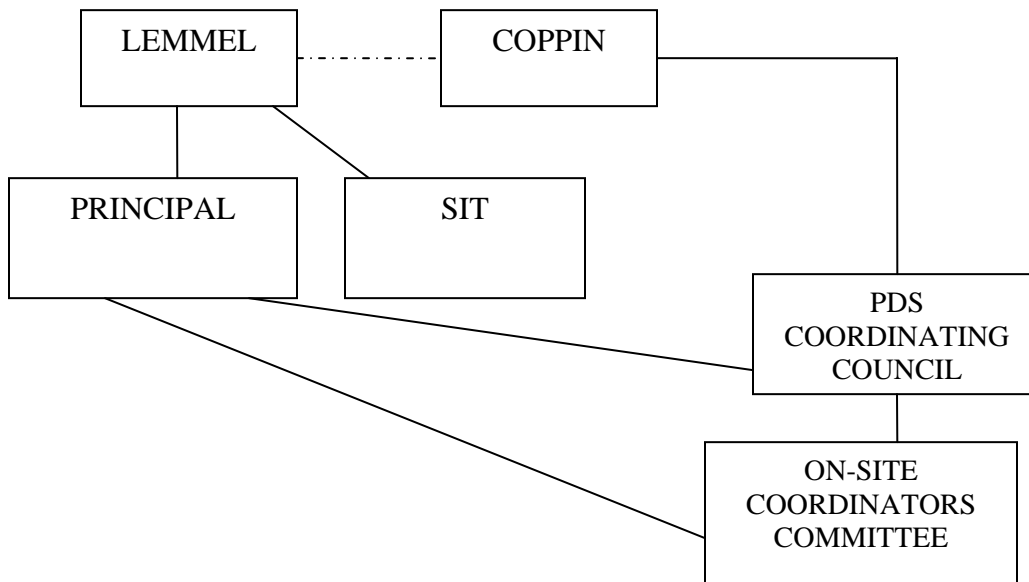 LEMMEL
COPPIN
PRINCIPAL
SIT
PDS
COORDINATING
COUNCIL
ON-SITE
COORDINATORS
COMMITTEE